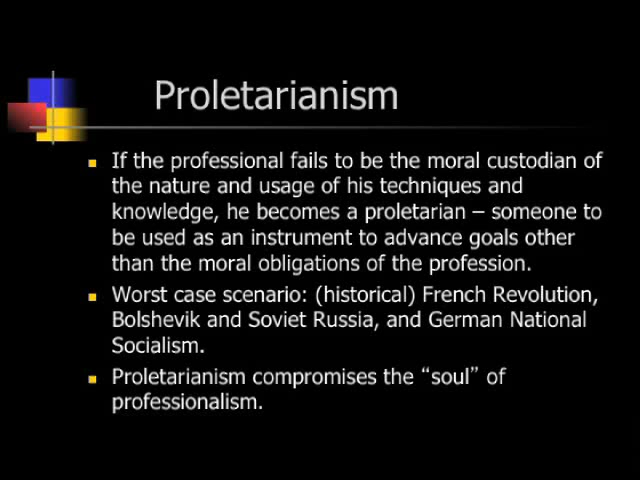 Proletarianism
If the professional fails to be the moral custodian of
the nature and usage of his techniques and
knowledge, he becomes a proletarian – someone to
be used as an instrument to advance goals other
than the moral obligations of the profession.
Worst case scenario: (historical) French Revolution,
Bolshevik and Soviet Russia, and German National
Socialism.
Proletarianism compromises the “soul” of
professionalism.